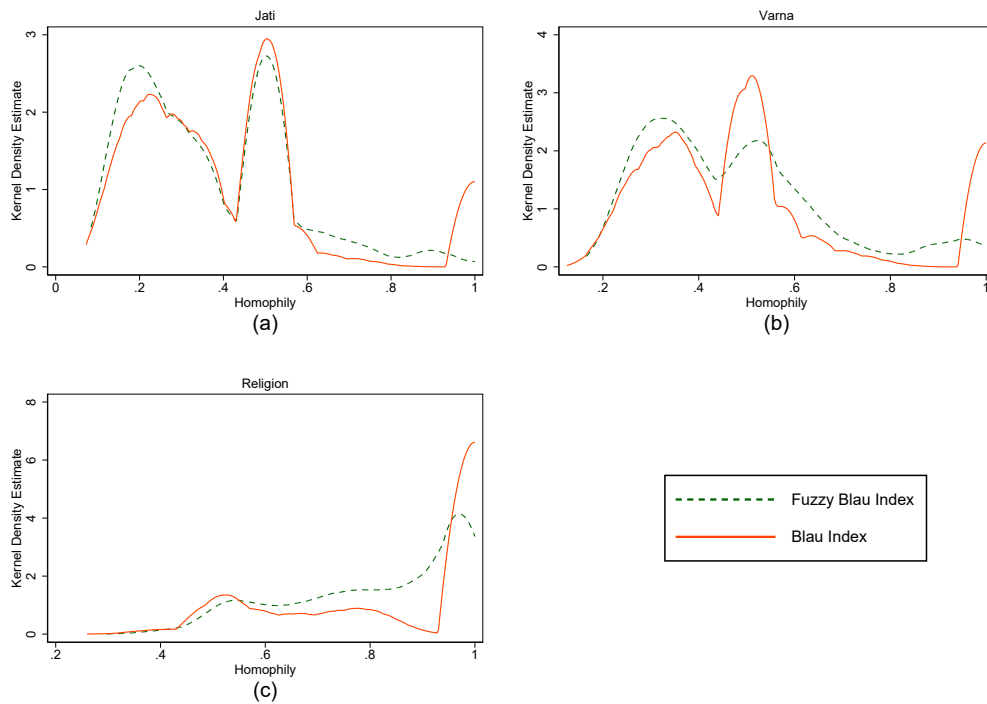 Jati
Kernel Density Estimate
3
2
1
0
0 .2 .4 .6 .8 1
Homophily
(a)
Varna
Kernel Density Estimate
4
3
2
1
0
.2 .4 .6 .8 1
Homophily
(b)
Religion
Kernel Density Estimate
8
6
4
2
0
.2 .4 .6 .8 1
Homophily
(c)
Fuzzy Blau Index
Blau Index